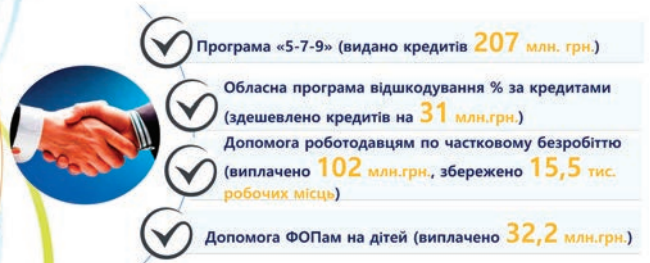 Програма «5-7-9» (видано кредитів 207 млн. грн.)
Обласна програма відшкодування % за кредитами
(здешевлено кредитів на 31 млн.грн.)
Допомога роботодавцям по частковому безробіттю
(виплачено 102 млн.грн., збережено 15,5 тис.
робочих місць)
Допомога ФОПам на дітей (виплачено 32,2 млн.грн.)